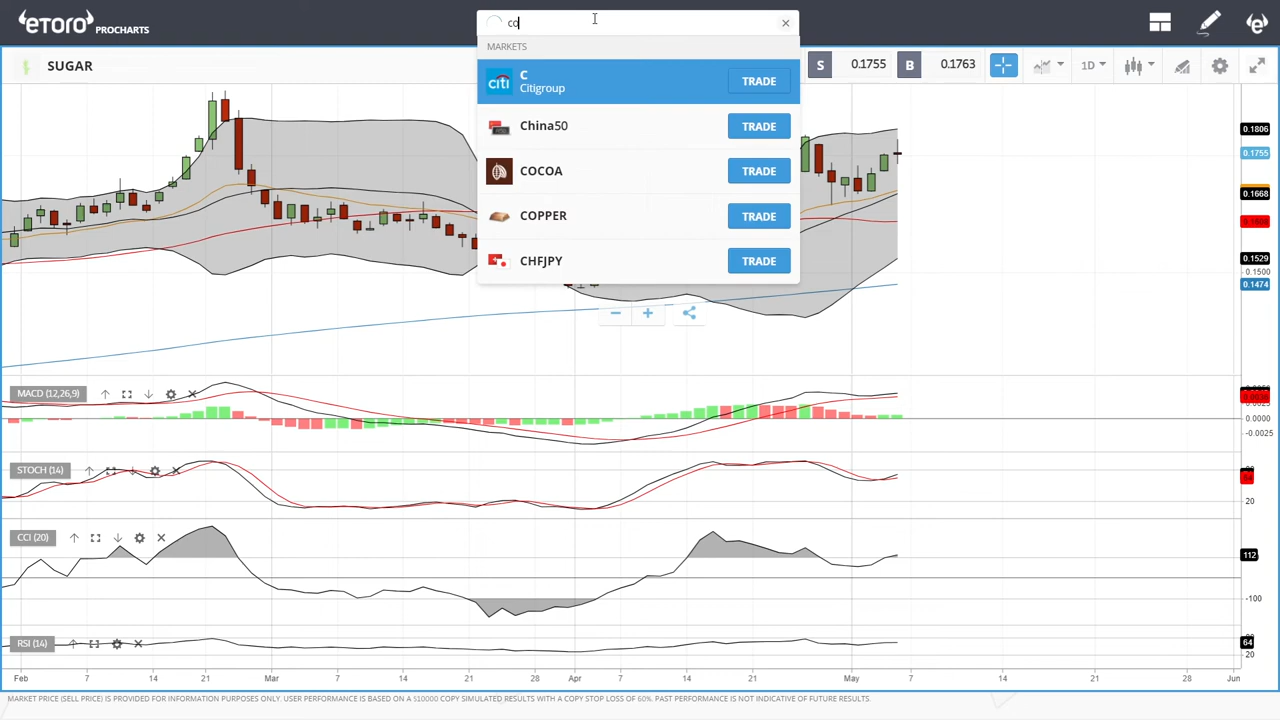 etoro PROCHARTS
co
MARKETS
SUGAR
S 0.1755 B 0.1763
1D
C
Citigroup
TRADE
China50 TRADE
COCOA TRADE
COPPER TRADE
CHFJPY TRADE
0.1806
0.1755
0.1668
0.1529
0.1500
0.1474
MACD (12,26,9)
0.0000
-0.0025
STOCH (14)
20
CCI (20)
112
-100
RSI (14)
64
20
Feb 7 14 21 Mar 7 14 21 Apr 7 14 21 May 7 14 21 28 Jun
MARKET PRICE (SELL PRICE) IS PROVIDED FOR INFORMATION PURPOSES ONLY. USER PERFORMANCE IS BASED ON A $10000 COPY SIMULATED RESULTS WITH A COPY STOP LOSS OF 60%. PAST PERFORMANCE IS NOT INDICATIVE OF FUTURE RESULTS.